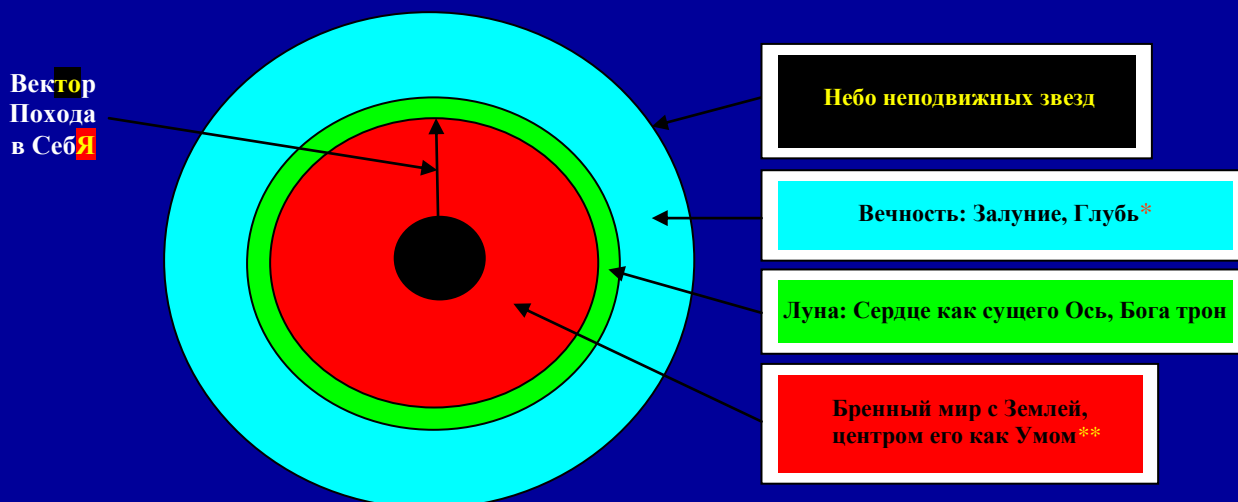 Вектор
Похода
в СебЯ
Небо неподвижных звезд
Вечность: Залуние, Глубь*
Луна: Сердце как сущего Ось, Бога трон
Бренный мир с Землей,
центром его как Умом**